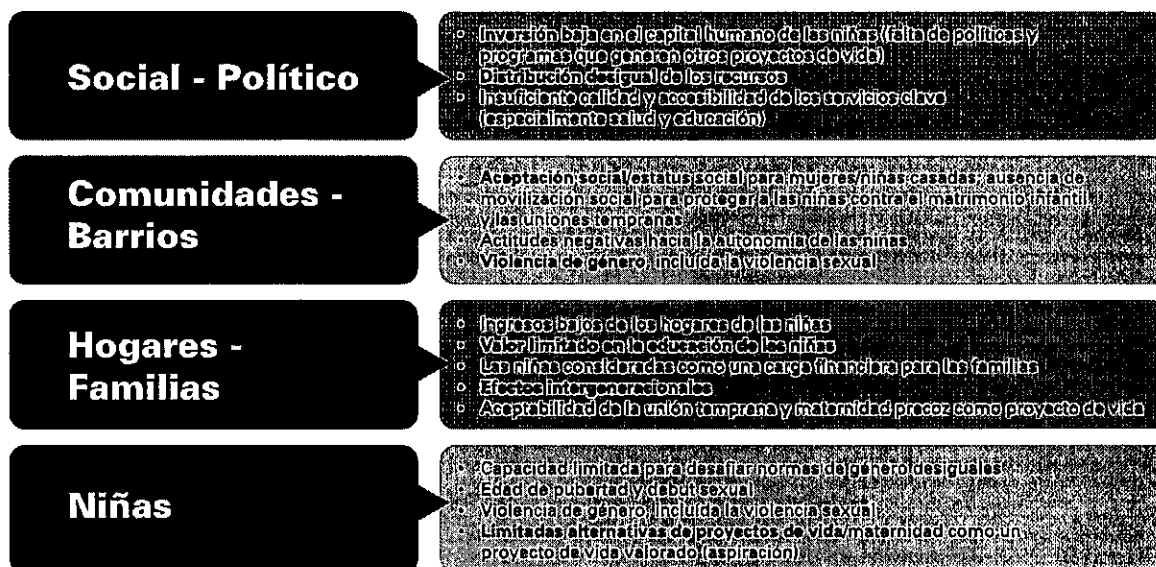 Social - Político
○ Inversión baja en el capital humano de las niñas (falta de políticas y
programas que generen otros proyectos de vida)
○ Distribución desigual de los recursos
○ Insuficiente calidad y accesibilidad de los servicios clave
(especialmente salud y educación)
Comunidades -
Barrios
○ Aceptación social/estatus social para mujeres/niñas casadas; ausencia de
movilización social para proteger a las niñas contra el matrimonio infantil
y las uniones tempranas
○ Actitudes negativas hacia la autonomía de las niñas
○ Violencia de género, incluida la violencia sexual
Hogares -
Familias
○ Ingresos bajos de los hogares de las niñas
○ Valor limitado en la educación de las niñas
○ Las niñas consideradas como una carga financiera para las familias
○ Efectos intergeneracionales
○ Aceptabilidad de la unión temprana y maternidad precoz como proyecto de vida
Niñas
○ Capacidad limitada para desafiar normas de género desiguales
○ Edad de pubertad y debut sexual
○ Violencia de género, incluida la violencia sexual
○ Limitadas alternativas de proyectos de vida/maternidad como un
proyecto de vida valorado (aspiración)